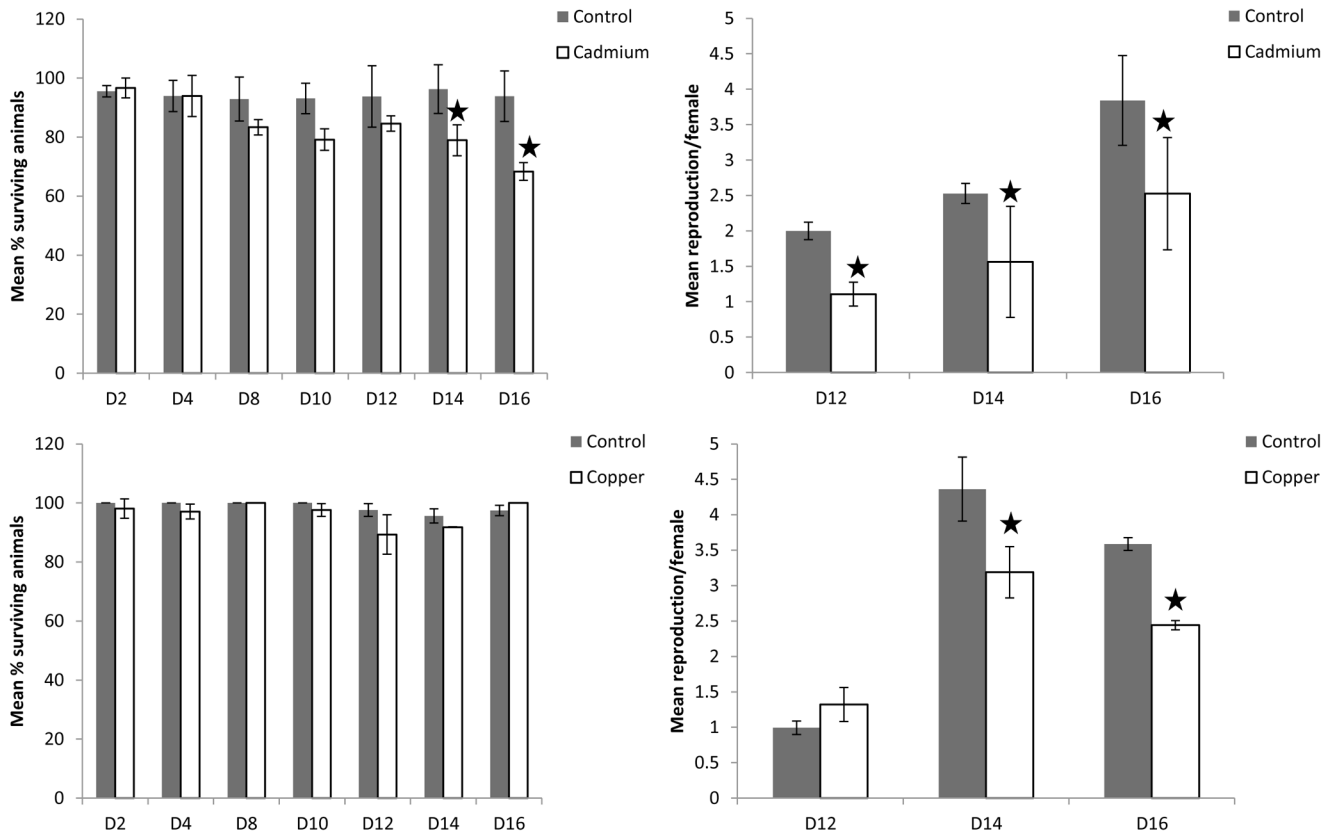 Mean % surviving animals
120
100
80
60
40
20
0
D2 D4 D8 D10 D12 D14 D16
Control
Cadmium
Mean reproduction/female
5
4.5
4
3.5
3
2.5
2
1.5
1
0.5
0
D12 D14 D16
Control
Cadmium
Mean % surviving animals
120
100
80
60
40
20
0
D2 D4 D8 D10 D12 D14 D16
Control
Copper
Mean reproduction/female
5
4.5
4
3.5
3
2.5
2
1.5
1
0.5
0
D12 D14 D16
Control
Copper